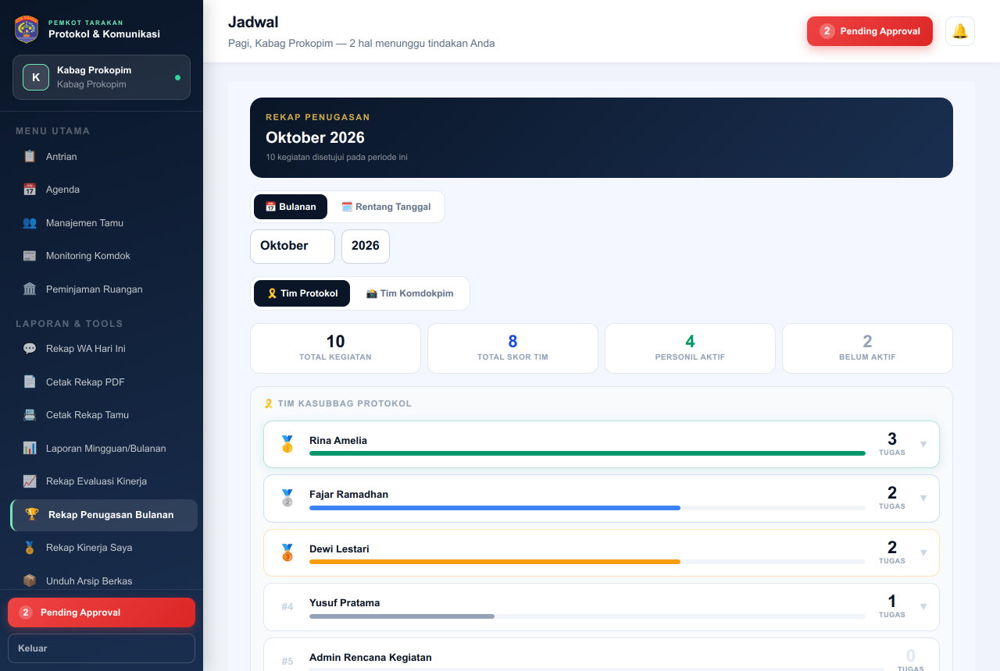 PEMKOT TARAKAN
Protokol & Komunikasi
K
Kabag Prokopim
Kabag Prokopim
MENU UTAMA
Antrian
Agenda
Manajemen Tamu
Monitoring Komdok
Peminjaman Ruangan
LAPORAN & TOOLS
Rekap WA Hari Ini
Cetak Rekap PDF
Cetak Rekap Tamu
Laporan Mingguan/Bulanan
Rekap Evaluasi Kinerja
Rekap Penugasan Bulanan
Rekap Kinerja Saya
Unduh Arsip Berkas
2 Pending Approval
Keluar
Jadwal
Pagi, Kabag Prokopim — 2 hal menunggu tindakan Anda
2 Pending Approval
REKAP PENUGASAN
Oktober 2026
10 kegiatan disetujui pada periode ini
Bulanan
Rentang Tanggal
Oktober
2026
Tim Protokol
Tim Komdokpim
10
TOTAL KEGIATAN
8
TOTAL SKOR TIM
4
PERSONIL AKTIF
2
BELUM AKTIF
TIM KASUBBAG PROTOKOL
Rina Amelia
3
TUGAS
Fajar Ramadhan
2
TUGAS
Dewi Lestari
2
TUGAS
#4
Yusuf Pratama
1
TUGAS
#5
Admin Rencana Kegiatan
0
TUGAS